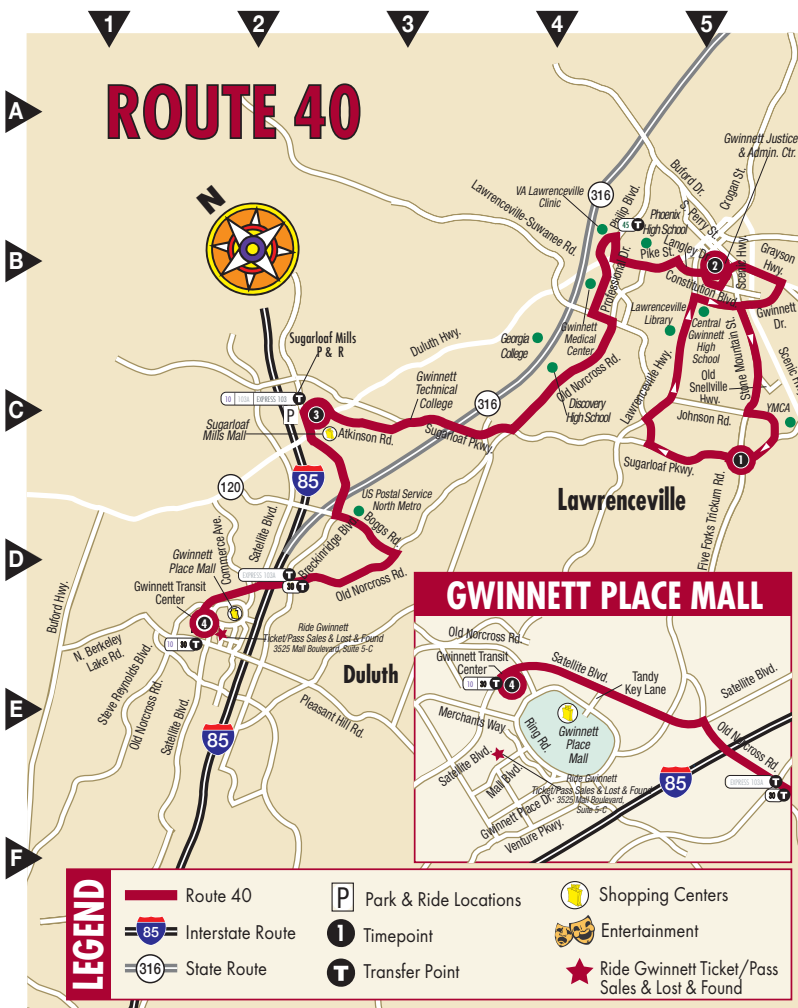 1 2 3 4 5
A
ROUTE 40
Gwinnett Justice
& Admin. Ctr.
Crogan St.
Buford Dr.
S. Perry St.
316
Philip Blvd.
VA Lawrenceville
Clinic
Lawrenceville-Suwanee Rd.
Phoenix
High School
45 T
N
B
Langley Dr.
Pike St.
2
Scenic Hwy.
Grayson
Hwy.
Constitution Blvd.
Professional Dr.
Gwinnett
Dr.
Lawrenceville
Library
Central
Gwinnett
High
School
Stone Mountain St.
Gwinnett
Medical
Center
Georgia
College
Duluth Hwy.
Sugarloaf Mills
P & R
Old Norcross Rd.
Old
Snellville
Hwy.
Scenic Hwy.
Gwinnett
Technical
College
Discovery
High School
Lawrenceville Hwy.
10 103A EXPRESS 103 T
C
P
3
316
Johnson Rd.
YMCA
Sugarloaf
Mills Mall
Atkinson Rd.
Sugarloaf Pkwy.
Sugarloaf Pkwy.
1
85
120
Lawrenceville
US Postal Service
North Metro
Five Forks Trickum Rd.
Boggs Rd.
Satellite Blvd.
Commerce Ave.
Breckinridge Blvd.
D
Gwinnett
Place Mall
EXPRESS 103A T
30 T
Old Norcross Rd.
Gwinnett Transit
Center
Buford Hwy.
4
Ride Gwinnett
Ticket/Pass Sales & Lost & Found
3525 Mall Boulevard, Suite 5-C
10 30 T
N. Berkeley
Lake Rd.
Duluth
Steve Reynolds Blvd.
Old Norcross Rd.
Satellite Blvd.
Pleasant Hill Rd.
E
85
GWINNETT PLACE MALL
Old Norcross Rd.
Gwinnett Transit
Center
10 30 T
4
Satellite Blvd.
Tandy
Key Lane
Satellite Blvd.
Merchants Way
Ring Rd.
Gwinnett
Place
Mall
Old Norcross Rd.
Satellite Blvd.
Mall Blvd.
Ride Gwinnett
Ticket/Pass Sales & Lost & Found
3525 Mall Boulevard,
Suite 5-C
85
EXPRESS 103A T
30 T
Gwinnett Place Dr.
Venture Pkwy.
F
LEGEND
Route 40
85 Interstate Route
316 State Route
P Park & Ride Locations
1 Timepoint
T Transfer Point
Shopping Centers
Entertainment
Ride Gwinnett Ticket/Pass
Sales & Lost & Found